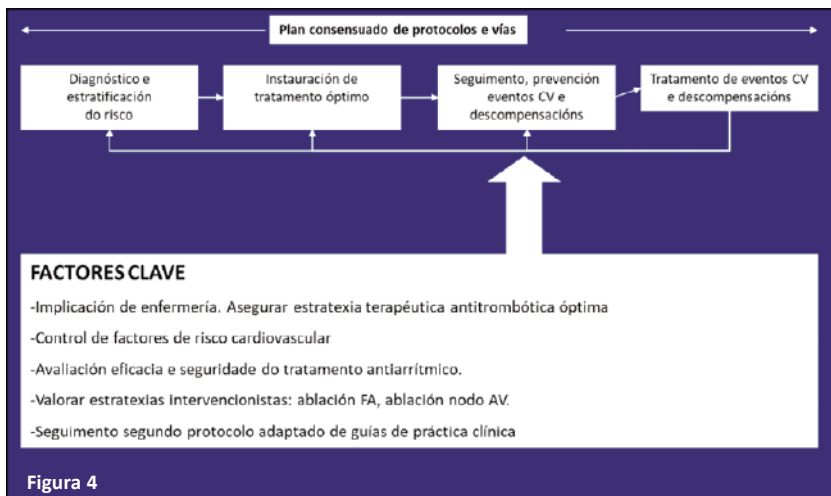 Plan consensuado de protocolos e vías
Diagnóstico e
estratificación
do risco
Instauración de
tratamento óptimo
Seguimento, prevención
eventos CV e
descompensacións
Tratamento de eventos CV
e descompensacións
FACTORES CLAVE
-Implicación de enfermería. Asegurar estratexia terapéutica antitrombótica óptima
-Control de factores de risco cardiovascular
-Avaliación eficacia e seguridade do tratamento antiarrítmico.
-Valorar estratexias intervencionistas: ablación FA, ablación nodo AV.
-Seguimento segundo protocolo adaptado de guías de práctica clínica
Figura 4